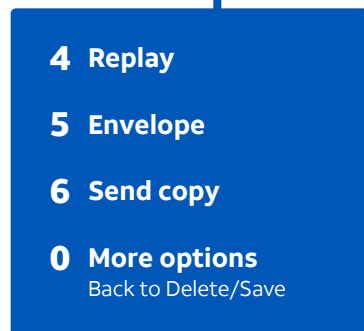 4 Replay
5 Envelope
6 Send copy
0 More options
Back to Delete/Save